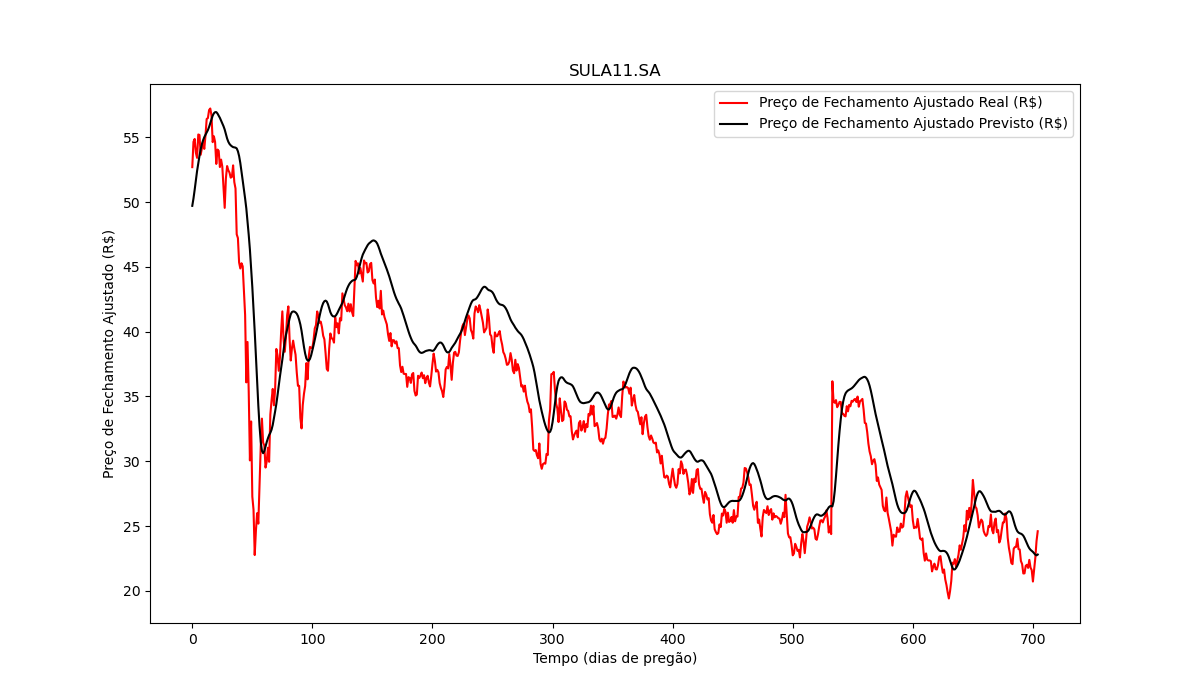 SULA11.SA
Preço de Fechamento Ajustado Real (R$)
Preço de Fechamento Ajustado Previsto (R$)
Preço de Fechamento Ajustado (R$)
55
50
45
40
35
30
25
20
0 100 200 300 400 500 600 700
Tempo (dias de pregão)